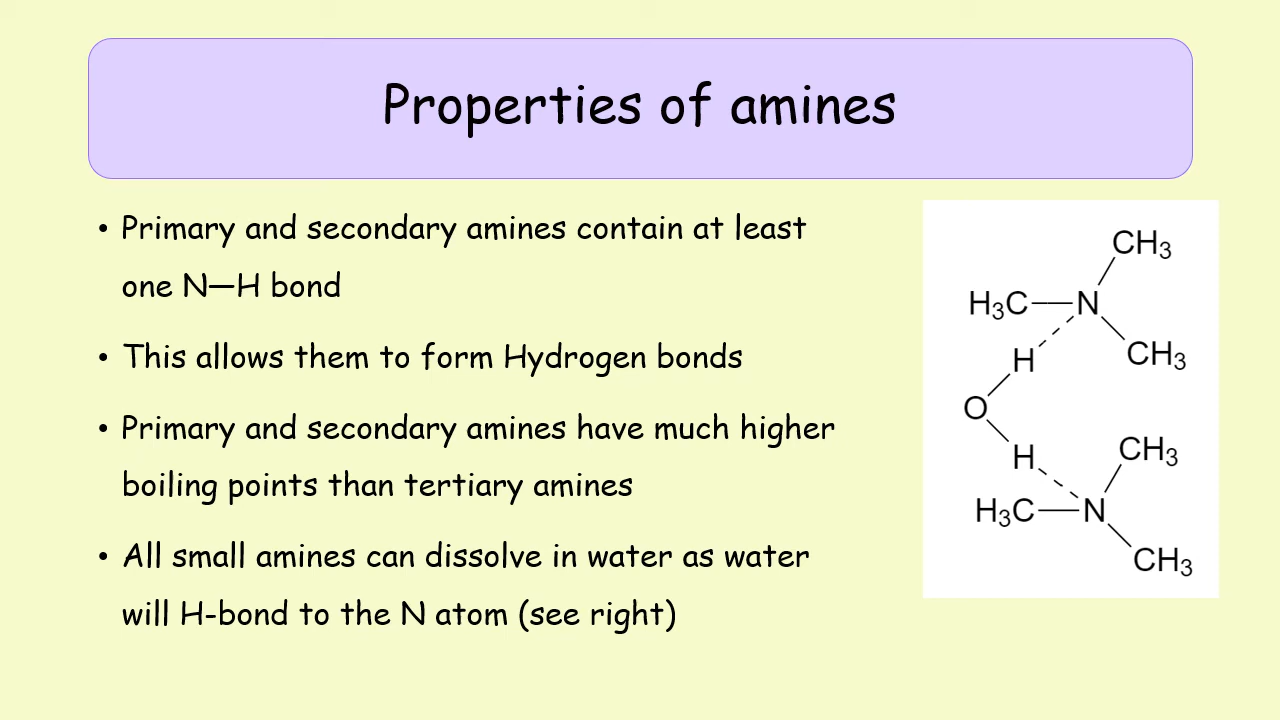 Properties of amines
• Primary and secondary amines contain at least
one N—H bond
• This allows them to form Hydrogen bonds
• Primary and secondary amines have much higher
boiling points than tertiary amines
• All small amines can dissolve in water as water
will H-bond to the N atom (see right)
CH₃
H₃C N
CH₃
H
O
H
CH₃
H₃C N
CH₃